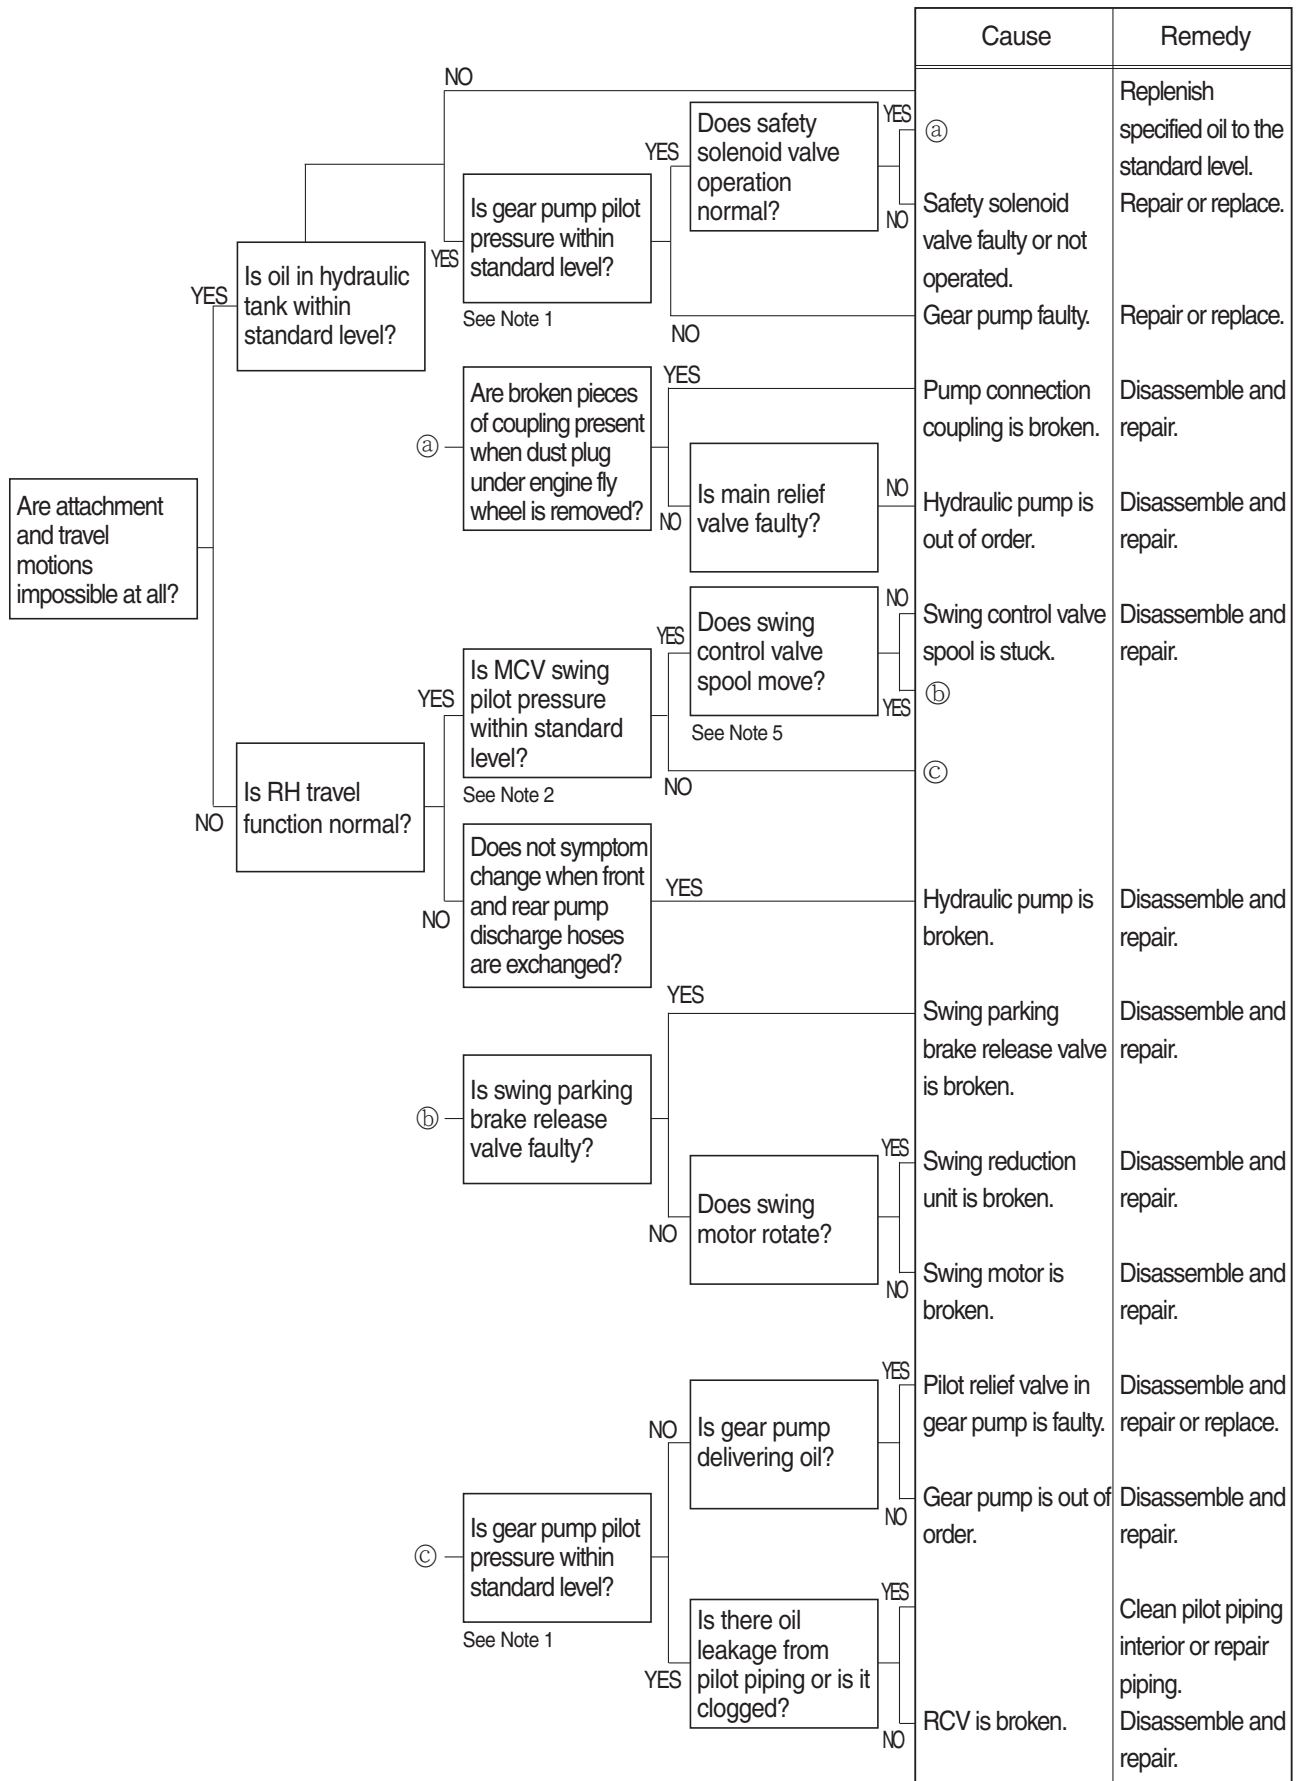 Cause
Remedy
NO
Replenish
specified oil to the
standard level.
YES
Does safety
solenoid valve
operation
normal?
YES
ⓐ
NO
Safety solenoid
valve faulty or not
operated.
Repair or replace.
Is gear pump pilot
pressure within
standard level?
YES
See Note 1
NO
Gear pump faulty.
Repair or replace.
YES
Is oil in hydraulic
tank within
standard level?
ⓐ
Are broken pieces
of coupling present
when dust plug
under engine fly
wheel is removed?
YES
Pump connection
coupling is broken.
Disassemble and
repair.
NO
Is main relief
valve faulty?
NO
Hydraulic pump is
out of order.
Disassemble and
repair.
Are attachment
and travel
motions
impossible at all?
YES
Does swing
control valve
spool move?
See Note 5
NO
Swing control valve
spool is stuck.
Disassemble and
repair.
YES
ⓑ
YES
Is MCV swing
pilot pressure
within standard
level?
See Note 2
NO
ⓒ
NO
Is RH travel
function normal?
NO
Does not symptom
change when front
and rear pump
discharge hoses
are exchanged?
YES
Hydraulic pump is
broken.
Disassemble and
repair.
ⓑ
Is swing parking
brake release
valve faulty?
YES
Swing parking
brake release valve
is broken.
Disassemble and
repair.
NO
Does swing
motor rotate?
YES
Swing reduction
unit is broken.
Disassemble and
repair.
NO
Swing motor is
broken.
Disassemble and
repair.
NO
Is gear pump
delivering oil?
YES
Pilot relief valve in
gear pump is faulty.
Disassemble and
repair or replace.
NO
Gear pump is out of
order.
Disassemble and
repair.
ⓒ
Is gear pump pilot
pressure within
standard level?
See Note 1
YES
Is there oil
leakage from
pilot piping or is it
clogged?
YES
Clean pilot piping
interior or repair
piping.
NO
RCV is broken.
Disassemble and
repair.